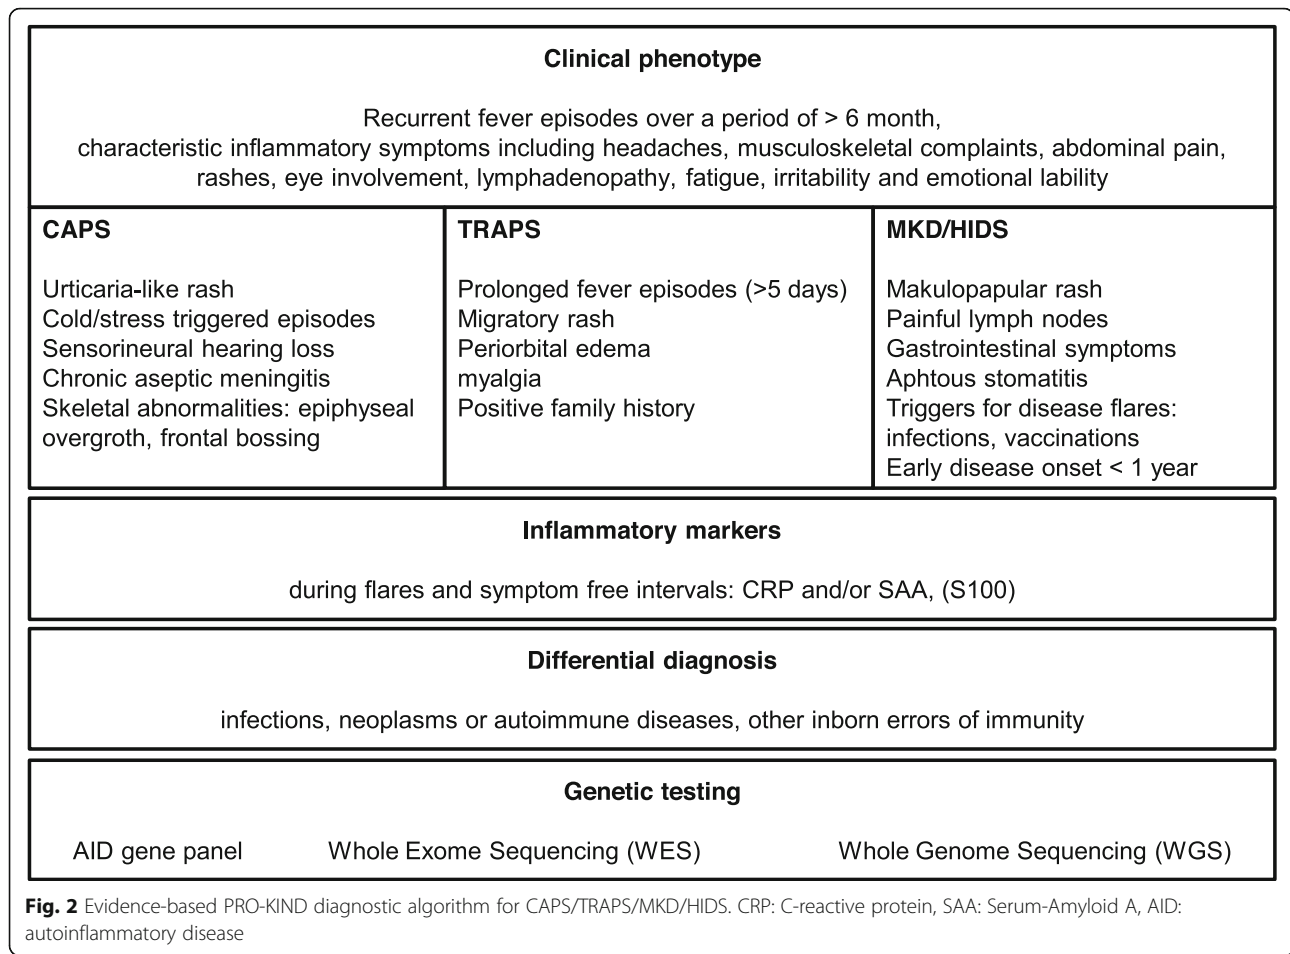 Clinical phenotype
Recurrent fever episodes over a period of > 6 month,
characteristic inflammatory symptoms including headaches, musculoskeletal complaints, abdominal pain,
rashes, eye involvement, lymphadenopathy, fatigue, irritability and emotional lability
CAPS
Urticaria-like rash
Cold/stress triggered episodes
Sensorineural hearing loss
Chronic aseptic meningitis
Skeletal abnormalities: epiphyseal
overgroth, frontal bossing
TRAPS
Prolonged fever episodes (>5 days)
Migratory rash
Periorbital edema
myalgia
Positive family history
MKD/HIDS
Makulopapular rash
Painful lymph nodes
Gastrointestinal symptoms
Aphtous stomatitis
Triggers for disease flares:
infections, vaccinations
Early disease onset < 1 year
Inflammatory markers
during flares and symptom free intervals: CRP and/or SAA, (S100)
Differential diagnosis
infections, neoplasms or autoimmune diseases, other inborn errors of immunity
Genetic testing
AID gene panel Whole Exome Sequencing (WES) Whole Genome Sequencing (WGS)
Fig. 2 Evidence-based PRO-KIND diagnostic algorithm for CAPS/TRAPS/MKD/HIDS. CRP: C-reactive protein, SAA: Serum-Amyloid A, AID:
autoinflammatory disease